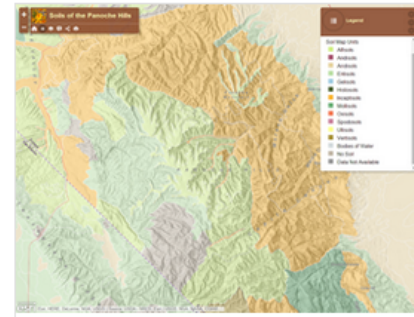 Soils of the Panoche Hills
Legend
Soil Map Units
Alfisols
Andisols
Aridisols
Entisols
Gelisols
Histosols
Inceptisols
Mollisols
Oxisols
Spodosols
Ultisols
Vertisols
Bodies of Water
No Soil
Data Not Available